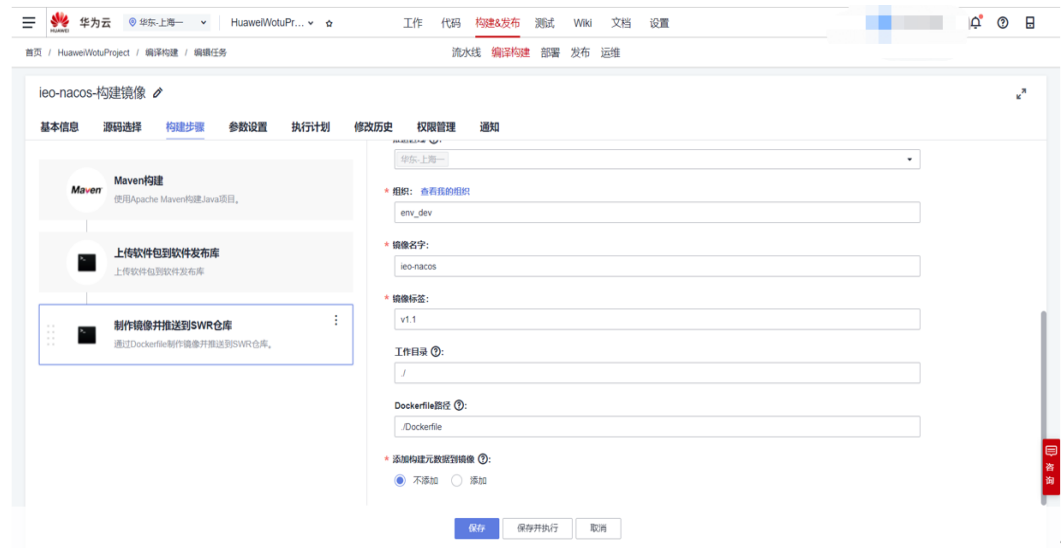 HUAWEI
华为云
华东-上海一
HuaweiWotuPr...
工作 代码 构建&发布 测试 Wiki 文档 设置
首页 / HuaweiWotuProject / 编译构建 / 编辑任务
流水线 编译构建 部署 发布 运维
ieo-nacos-构建镜像
基本信息 源码选择 构建步骤 参数设置 执行计划 修改历史 权限管理 通知
华东-上海一
Maven
Maven构建
使用Apache Maven构建Java项目。
上传软件包到软件发布库
上传软件包到软件发布库
制作镜像并推送到SWR仓库
通过Dockerfile制作镜像并推送到SWR仓库。
* 组织: 查看我的组织
env_dev
* 镜像名字:
ieo-nacos
* 镜像标签:
v1.1
工作目录 ?:
./
Dockerfile路径 ?:
./Dockerfile
* 添加构建元数据到镜像 ?:
不添加 添加
咨询
保存 保存并执行 取消